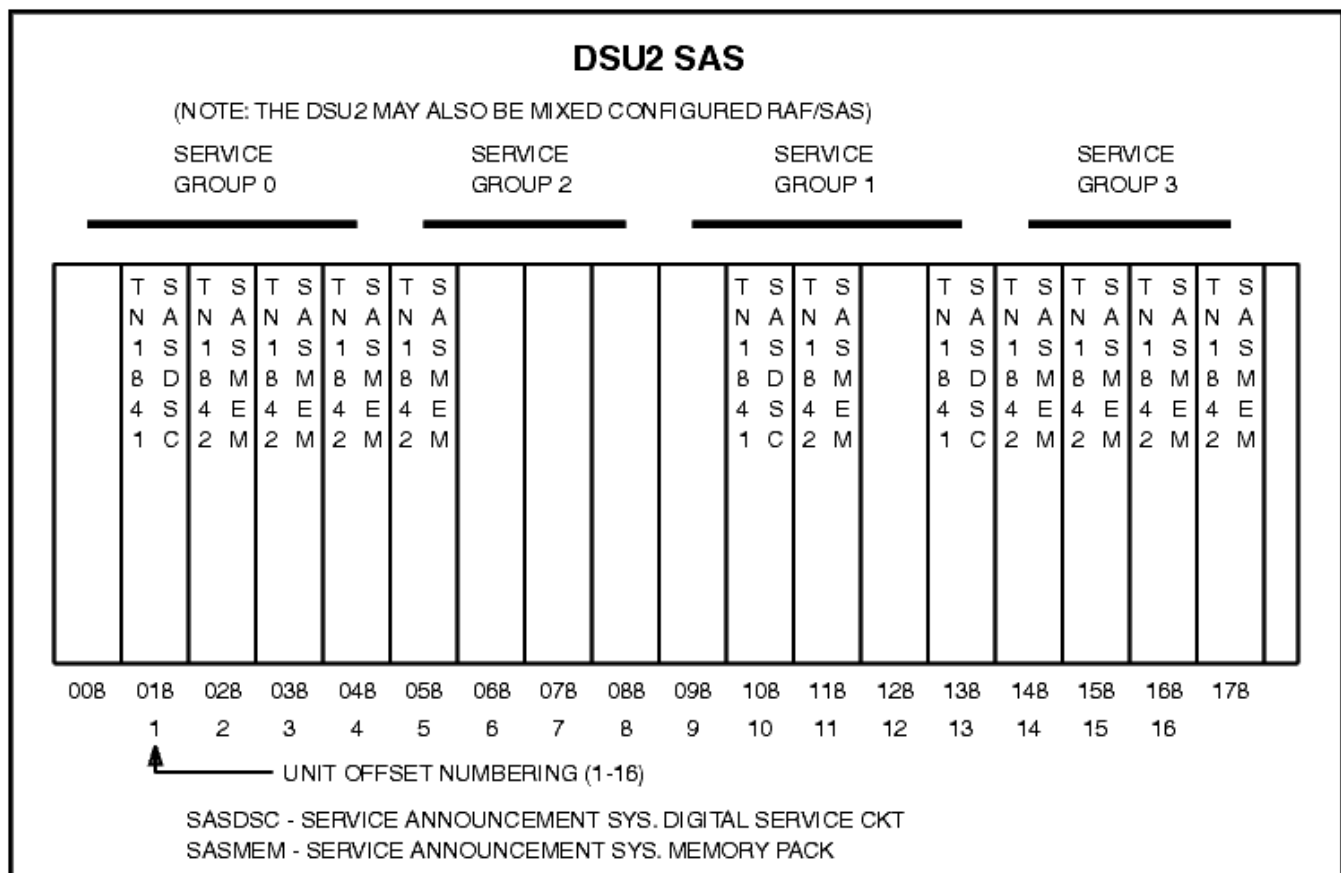 DSU2 SAS
(NOTE: THE DSU2 MAY ALSO BE MIXED CONFIGURED RAF/SAS)
SERVICE GROUP 0
SERVICE GROUP 2
SERVICE GROUP 1
SERVICE GROUP 3
TN1841 SASDSC
TN1842 SASMEM
TN1842 SASMEM
TN1842 SASMEM
TN1842 SASMEM
TN1841 SASDSC
TN1842 SASMEM
TN1841 SASDSC
TN1842 SASMEM
TN1842 SASMEM
TN1842 SASMEM
TN1842 SASMEM
008 018 028 038 048 058 068 078 088 098 108 118 128 138 148 158 168 178
1 2 3 4 5 6 7 8 9 10 11 12 13 14 15 16
UNIT OFFSET NUMBERING (1-16)
SASDSC - SERVICE ANNOUNCEMENT SYS. DIGITAL SERVICE CKT
SASMEM - SERVICE ANNOUNCEMENT SYS. MEMORY PACK